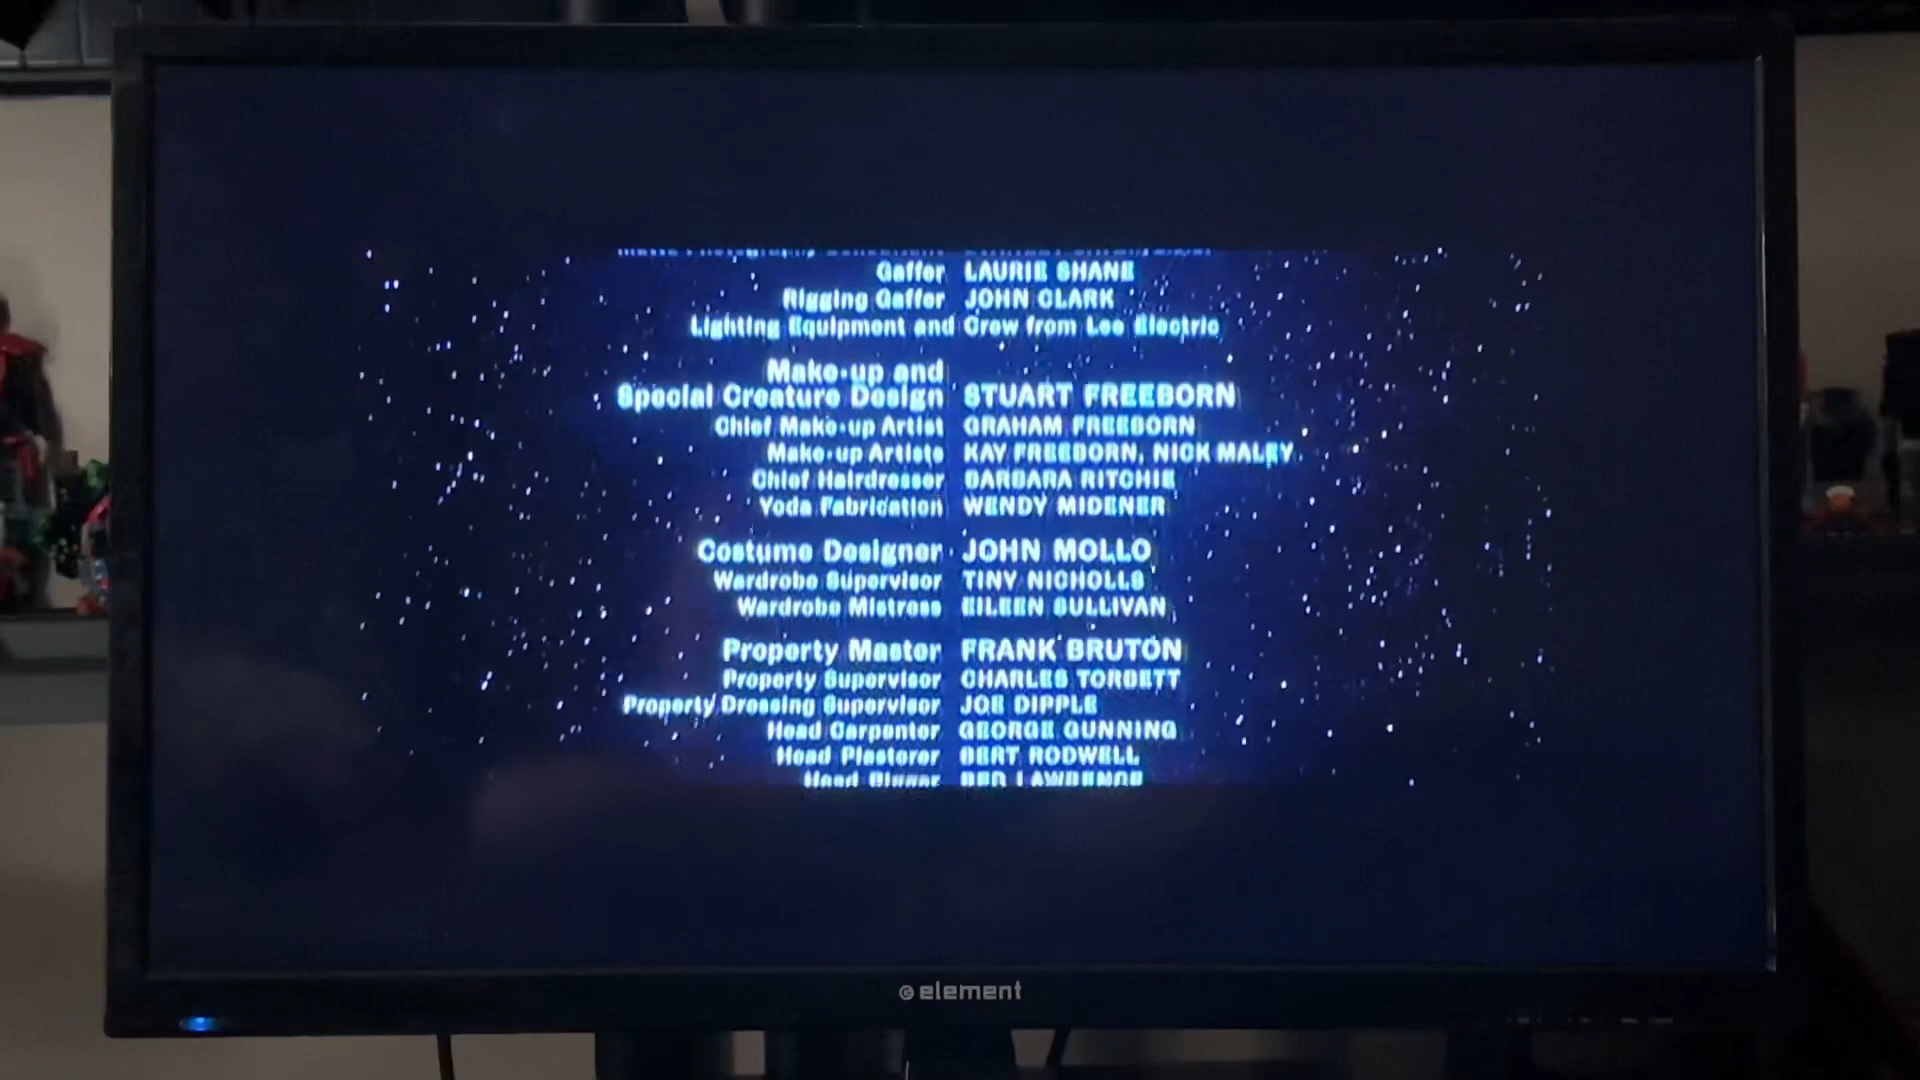 Gaffer LAURIE SHANE
Rigging Gaffer JOHN CLARK
Lighting Equipment and Crew from Lee Electric
Make-up and
Special Creature Design STUART FREEBORN
Chief Make-up Artist GRAHAM FREEBORN
Make-up Artists KAY FREEBORN, NICK MALEY
Chief Hairdresser BARBARA RITCHIE
Yoda Fabrication WENDY MIDENER
Costume Designer JOHN MOLLO
Wardrobe Supervisor TINY NICHOLLS
Wardrobe Mistress EILEEN SULLIVAN
Property Master FRANK BRUTON
Property Supervisor CHARLES TORBETT
Property Dressing Supervisor JOE DIPPLE
Head Carpenter GEORGE GUNNING
Head Plasterer BERT RODWELL
Head Rigger RED LAWRENCE
element